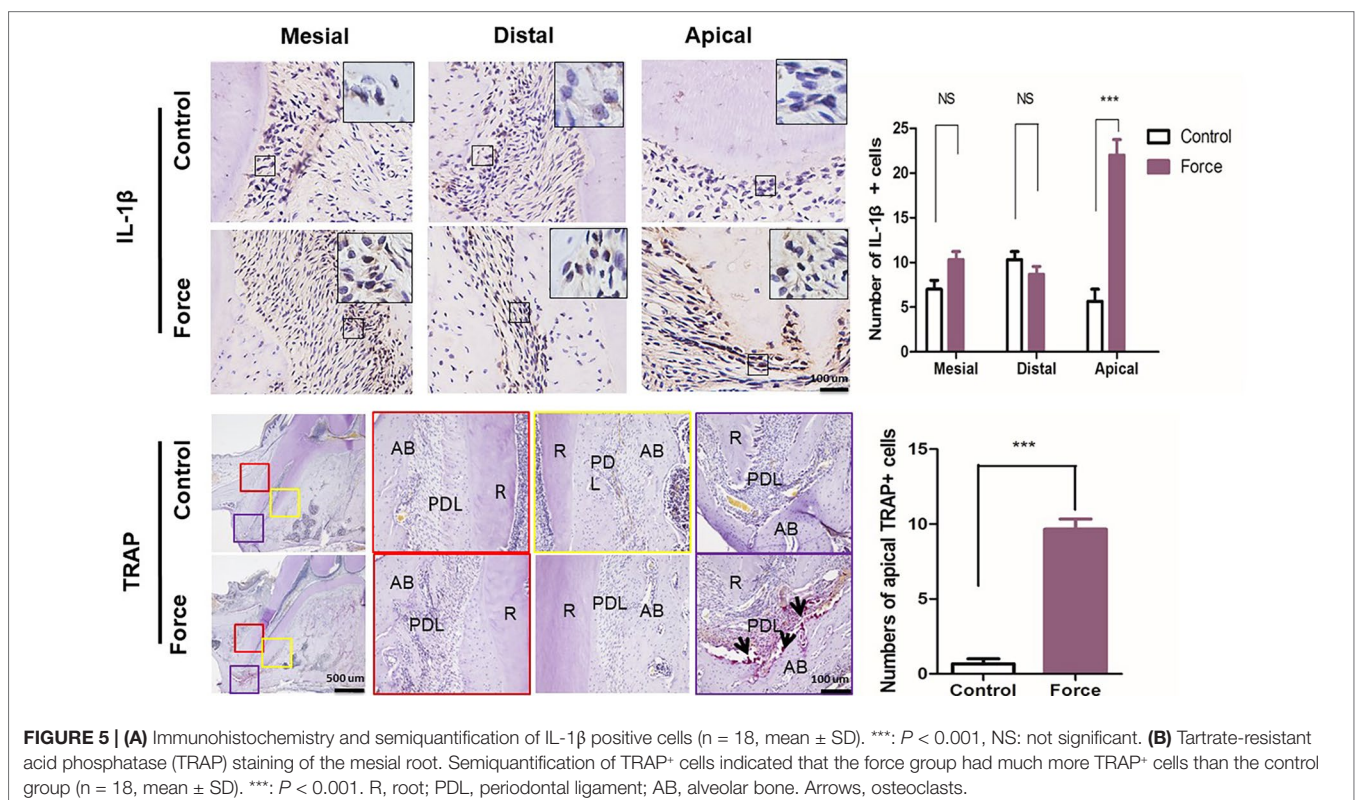 Mesial
Distal
Apical
IL-1β
Control
Force
100 um
NS
NS
***
Number of IL-1β + cells
25
20
15
10
5
0
Control
Force
Mesial
Distal
Apical
TRAP
Control
Force
AB
PDL
R
R
PD
L
AB
R
PDL
AB
AB
PDL
R
R
PDL
AB
R
PDL
AB
500 um
100 um
***
Numbers of apical TRAP+ cells
15
10
5
0
Control
Force
FIGURE 5 | (A) Immunohistochemistry and semiquantification of IL-1β positive cells (n = 18, mean ± SD). ***: P < 0.001, NS: not significant. (B) Tartrate-resistant
acid phosphatase (TRAP) staining of the mesial root. Semiquantification of TRAP⁺ cells indicated that the force group had much more TRAP⁺ cells than the control
group (n = 18, mean ± SD). ***: P < 0.001. R, root; PDL, periodontal ligament; AB, alveolar bone. Arrows, osteoclasts.